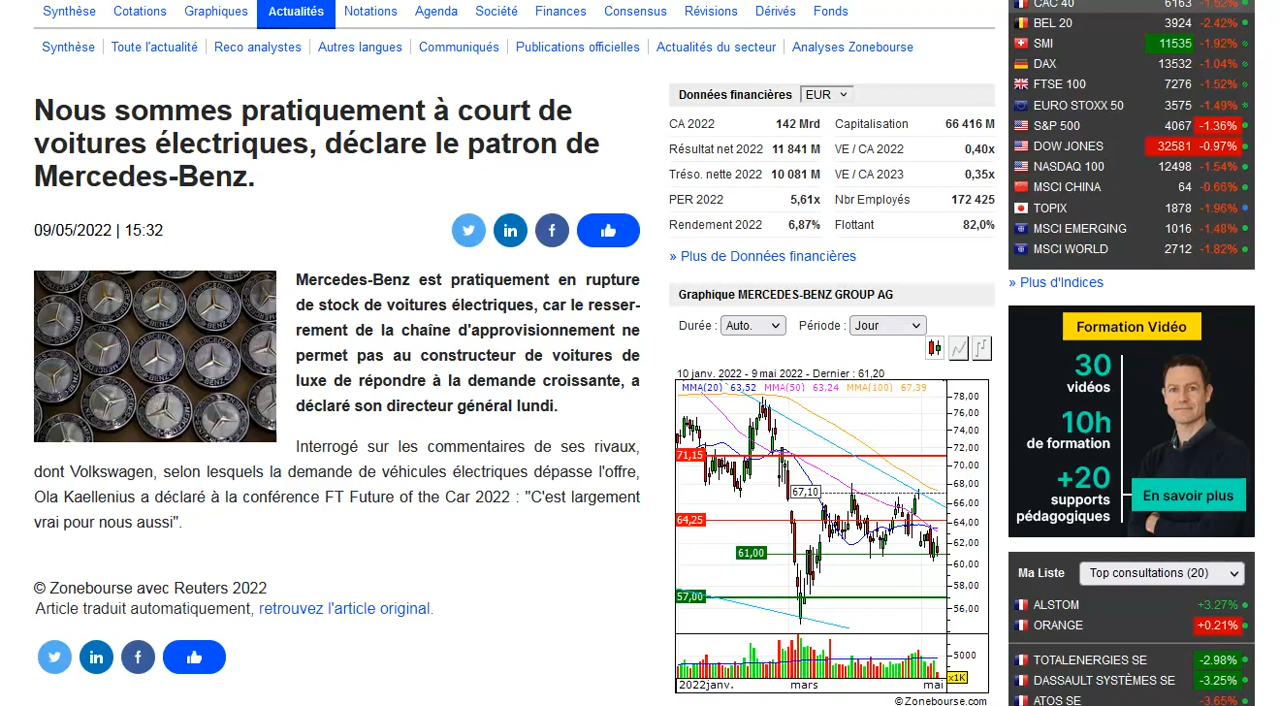 Synthèse Cotations Graphiques Actualités Notations Agenda Société Finances Consensus Révisions Dérivés Fonds
Synthèse Toute l'actualité Reco analystes Autres langues Communiqués Publications officielles Actualités du secteur Analyses Zonebourse
Nous sommes pratiquement à court de
voitures électriques, déclare le patron de
Mercedes-Benz.
09/05/2022 | 15:32
Mercedes-Benz est pratiquement en rupture
de stock de voitures électriques, car le resser-
rement de la chaîne d'approvisionnement ne
permet pas au constructeur de voitures de
luxe de répondre à la demande croissante, a
déclaré son directeur général lundi.
Interrogé sur les commentaires de ses rivaux,
dont Volkswagen, selon lesquels la demande de véhicules électriques dépasse l'offre,
Ola Kaellenius a déclaré à la conférence FT Future of the Car 2022 : "C'est largement
vrai pour nous aussi".
© Zonebourse avec Reuters 2022
Article traduit automatiquement, retrouvez l'article original.
Données financières EUR
CA 2022 142 Mrd Capitalisation 66 416 M
Résultat net 2022 11 841 M VE / CA 2022 0,40x
Tréso. nette 2022 10 081 M VE / CA 2023 0,35x
PER 2022 5,61x Nbr Employés 172 425
Rendement 2022 6,87% Flottant 82,0%
» Plus de Données financières
Graphique MERCEDES-BENZ GROUP AG
Durée : Auto. Période : Jour
10 janv. 2022 - 9 mai 2022 - Dernier : 61,20
MMA(20) 63,52 MMA(50) 63,24 MMA(100) 67,39
78,00
76,00
74,00
72,00
71,15
70,00
68,00
67,10
66,00
64,25
64,00
62,00
61,00
60,00
58,00
57,00
56,00
5000
x1K
2022janv. mars mai
© Zonebourse.com
CAC 40 6163 -1.52%
BEL 20 3924 -2.42%
SMI 11535 -1.92%
DAX 13532 -1.04%
FTSE 100 7276 -1.52%
EURO STOXX 50 3575 -1.49%
S&P 500 4067 -1.36%
DOW JONES 32581 -0.97%
NASDAQ 100 12498 -1.54%
MSCI CHINA 64 -0.66%
TOPIX 1878 -1.96%
MSCI EMERGING 1016 -1.48%
MSCI WORLD 2712 -1.82%
» Plus d'Indices
Formation Vidéo
30
vidéos
10h
de formation
+20
supports
pédagogiques
En savoir plus
Ma Liste Top consultations (20)
ALSTOM +3.27%
ORANGE +0.21%
TOTALENERGIES SE -2.98%
DASSAULT SYSTÈMES SE -3.25%
ATOS SE -3.65%